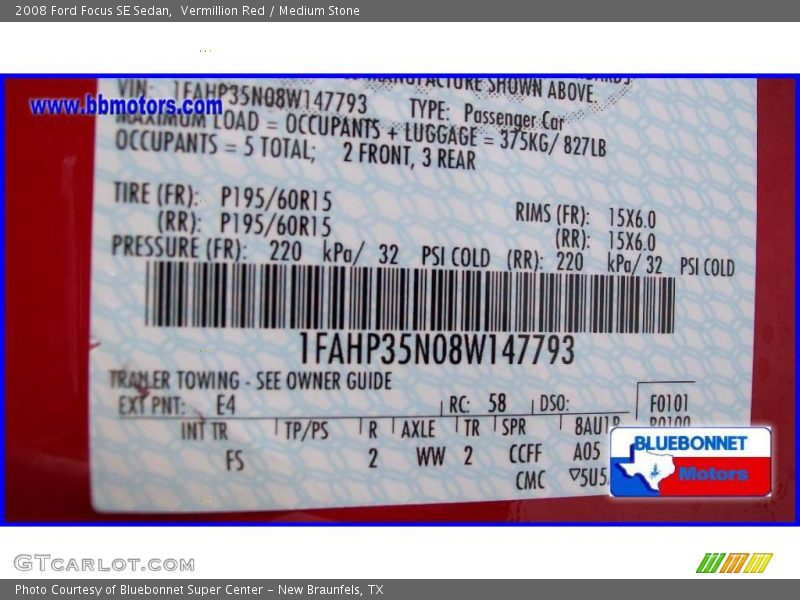 2008 Ford Focus SE Sedan,  Vermillion Red / Medium Stone
MANUFACTURE SHOWN ABOVE.
VIN: 1FAHP35N08W147793 TYPE: Passenger Car
www.bbmotors.com
MAXIMUM LOAD = OCCUPANTS + LUGGAGE = 375KG/ 827LB
OCCUPANTS = 5 TOTAL; 2 FRONT, 3 REAR
TIRE (FR): P195/60R15 RIMS (FR): 15X6.0
(RR): P195/60R15 (RR): 15X6.0
PRESSURE (FR): 220 kPa/ 32 PSI COLD (RR): 220 kPa/ 32 PSI COLD
1FAHP35N08W147793
TRAILER TOWING - SEE OWNER GUIDE
EXT PNT: E4 RC: 58 DSO: F0101
INT TR TP/PS R AXLE TR SPR
FS 2 WW 2 CCFF A05
CMC ▽5U5
BLUEBONNET
Motors
GTCARLOT.COM
Photo Courtesy of Bluebonnet Super Center - New Braunfels, TX